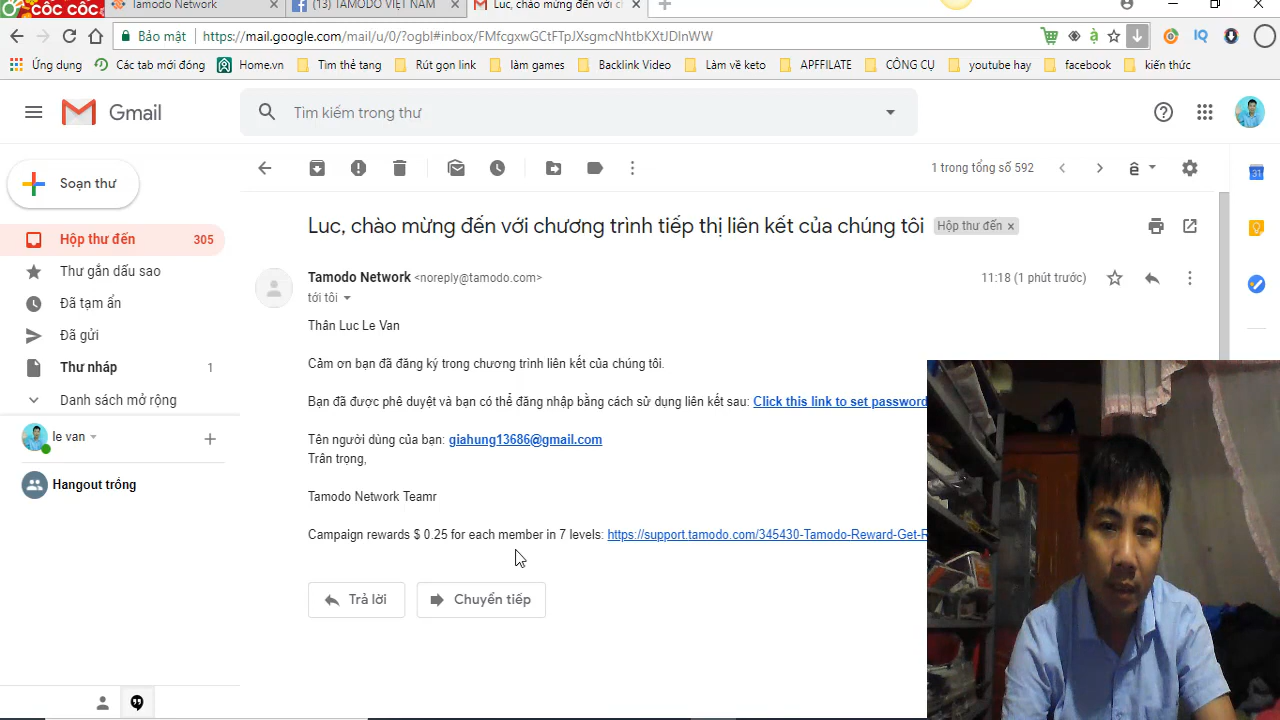 CỐC CỐC
Tamodo Network
(13) TAMODO VIỆT NAM
Luc, chào mừng đến với c
Bảo mật
https://mail.google.com/mail/u/0/?ogbl#inbox/FMfcgxwGCtFTpJXsgmcNhtbKXtJDlnWW
Ứng dụng
Các tab mới đóng
Home.vn
Tìm thẻ tang
Rút gọn link
làm games
Backlink Video
Làm về keto
APFFILATE
CÔNG CỤ
youtube hay
facebook
kiến thức
Gmail
Tìm kiếm trong thư
Soạn thư
1 trong tổng số 592
Hộp thư đến 305
Thư gắn dấu sao
Đã tạm ẩn
Đã gửi
Thư nháp 1
Danh sách mở rộng
le van
Hangout trồng
Luc, chào mừng đến với chương trình tiếp thị liên kết của chúng tôi
Hộp thư đến x
Tamodo Network <noreply@tamodo.com>
11:18 (1 phút trước)
tới tôi
Thân Luc Le Van
Cảm ơn bạn đã đăng ký trong chương trình liên kết của chúng tôi.
Bạn đã được phê duyệt và bạn có thể đăng nhập bằng cách sử dụng liên kết sau: Click this link to set password
Tên người dùng của bạn: giahung13686@gmail.com
Trân trọng,
Tamodo Network Teamr
Campaign rewards $ 0.25 for each member in 7 levels: https://support.tamodo.com/345430-Tamodo-Reward-Get-R
Trả lời
Chuyển tiếp